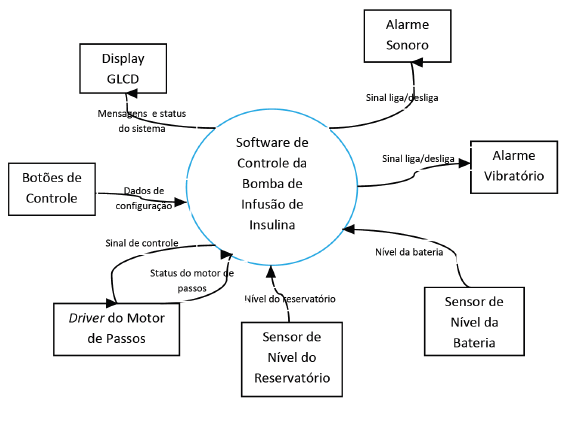 Alarme
Sonoro
Display
GLCD
Sinal liga/desliga
Mensagens e status
do sistema
Software de
Controle da
Bomba de
Infusão de
Insulina
Sinal liga/desliga
Alarme
Vibratório
Botões de
Controle
Dados de
configuração
Sinal de controle
Status do motor de
passos
Nível da bateria
Nível do reservatório
Driver do Motor
de Passos
Sensor de
Nível do
Reservatório
Sensor de
Nível da
Bateria